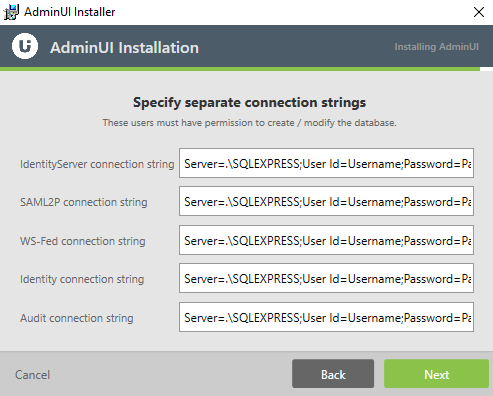 AdminUI Installer
AdminUI Installation
Installing AdminUI
Specify separate connection strings
These users must have permission to create / modify the database.
IdentityServer connection string Server=.\SQLEXPRESS;User Id=Username;Password=Pa
SAML2P connection string Server=.\SQLEXPRESS;User Id=Username;Password=Pa
WS-Fed connection string Server=.\SQLEXPRESS;User Id=Username;Password=Pa
Identity connection string Server=.\SQLEXPRESS;User Id=Username;Password=Pa
Audit connection string Server=.\SQLEXPRESS;User Id=Username;Password=Pa
Cancel Back Next